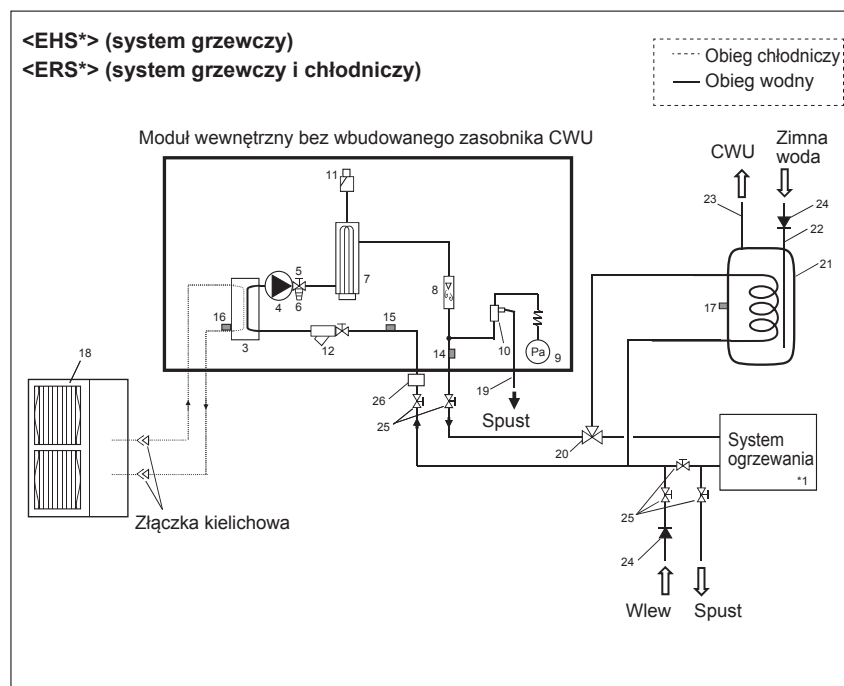 <EHS*> (system grzewczy)
<ERS*> (system grzewczy i chłodniczy)
Obieg chłodniczy
Obieg wodny
Moduł wewnętrzny bez wbudowanego zasobnika CWU
CWU
Zimna
woda
11
23
24
22
21
5
7
6
4
8
17
16
3
15
12
14
10
Pa
9
18
26
19
25
Spust
20
System
ogrzewania
*1
Złączka kielichowa
25
24
Wlew
Spust